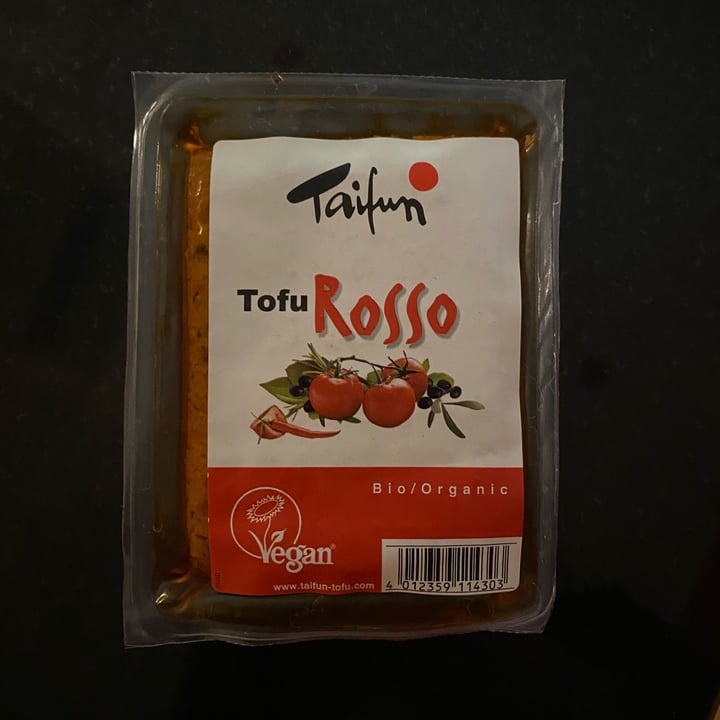 Taifun
Tofu Rosso
Bio/Organic
Vegan®
www.taifun-tofu.com
4 012359 114303